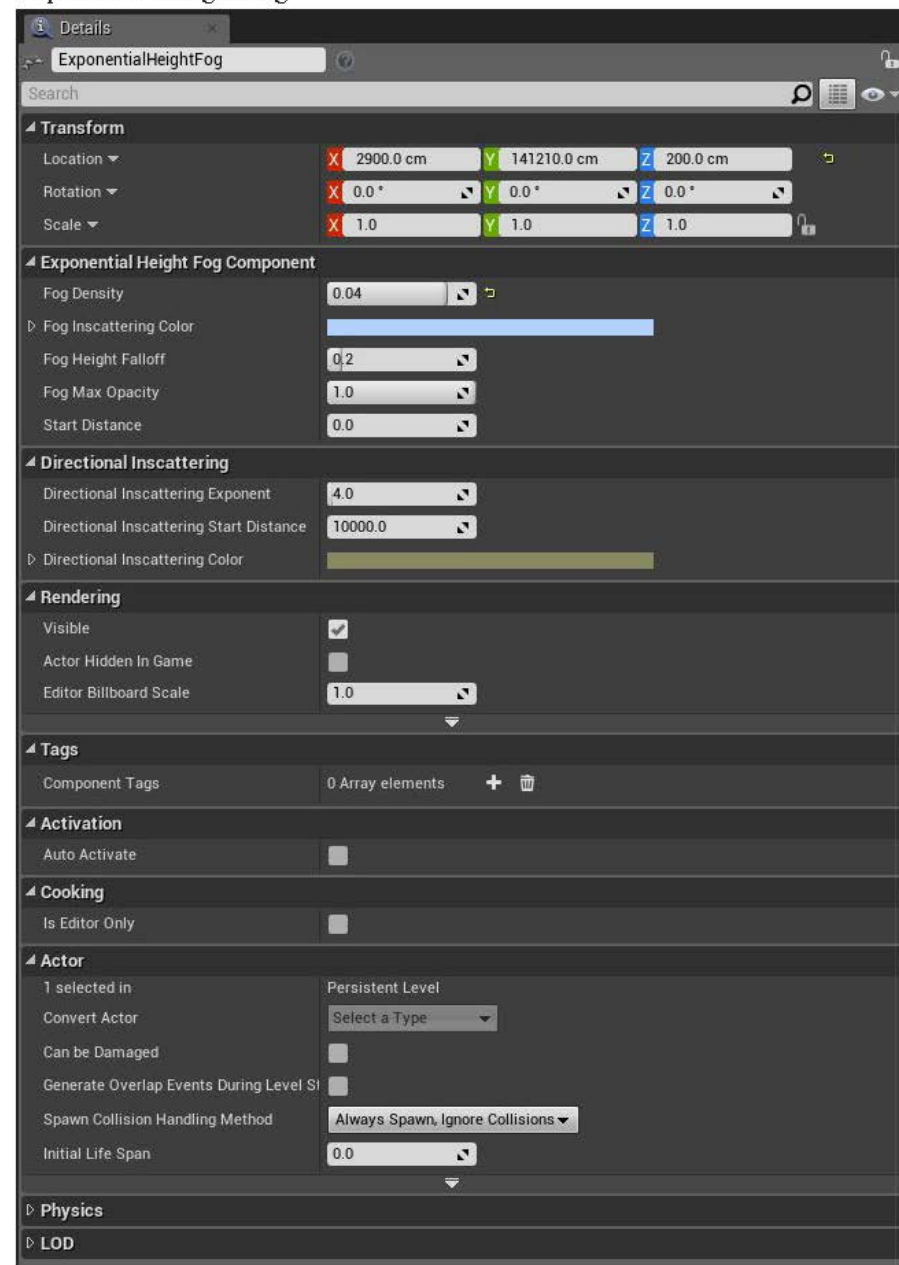 Details
ExponentialHeightFog
Search
Transform
Location X 2900.0 cm Y 141210.0 cm Z 200.0 cm
Rotation X 0.0 ° Y 0.0 ° Z 0.0 °
Scale X 1.0 Y 1.0 Z 1.0
Exponential Height Fog Component
Fog Density 0.04
Fog Inscattering Color
Fog Height Falloff 0.2
Fog Max Opacity 1.0
Start Distance 0.0
Directional Inscattering
Directional Inscattering Exponent 4.0
Directional Inscattering Start Distance 10000.0
Directional Inscattering Color
Rendering
Visible
Actor Hidden In Game
Editor Billboard Scale 1.0
Tags
Component Tags 0 Array elements
Activation
Auto Activate
Cooking
Is Editor Only
Actor
1 selected in Persistent Level
Convert Actor Select a Type
Can be Damaged
Generate Overlap Events During Level St
Spawn Collision Handling Method Always Spawn, Ignore Collisions
Initial Life Span 0.0
Physics
LOD